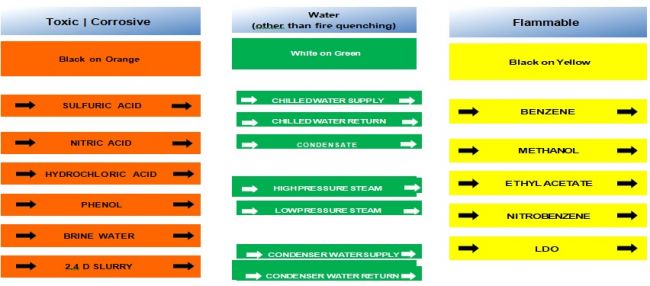 Toxic | Corrosive
Black on Orange
SULFURIC ACID
NITRIC ACID
HYDROCHLORIC ACID
PHENOL
BRINE WATER
2,4 D SLURRY
Water
(other than fire quenching)
White on Green
CHILLED WATER SUPPLY
CHILLED WATER RETURN
CONDENSATE
HIGH PRESSURE STEAM
LOW PRESSURE STEAM
CONDENSER WATER SUPPLY
CONDENSER WATER RETURN
Flammable
Black on Yellow
BENZENE
METHANOL
ETHYL ACETATE
NITROBENZENE
LDO